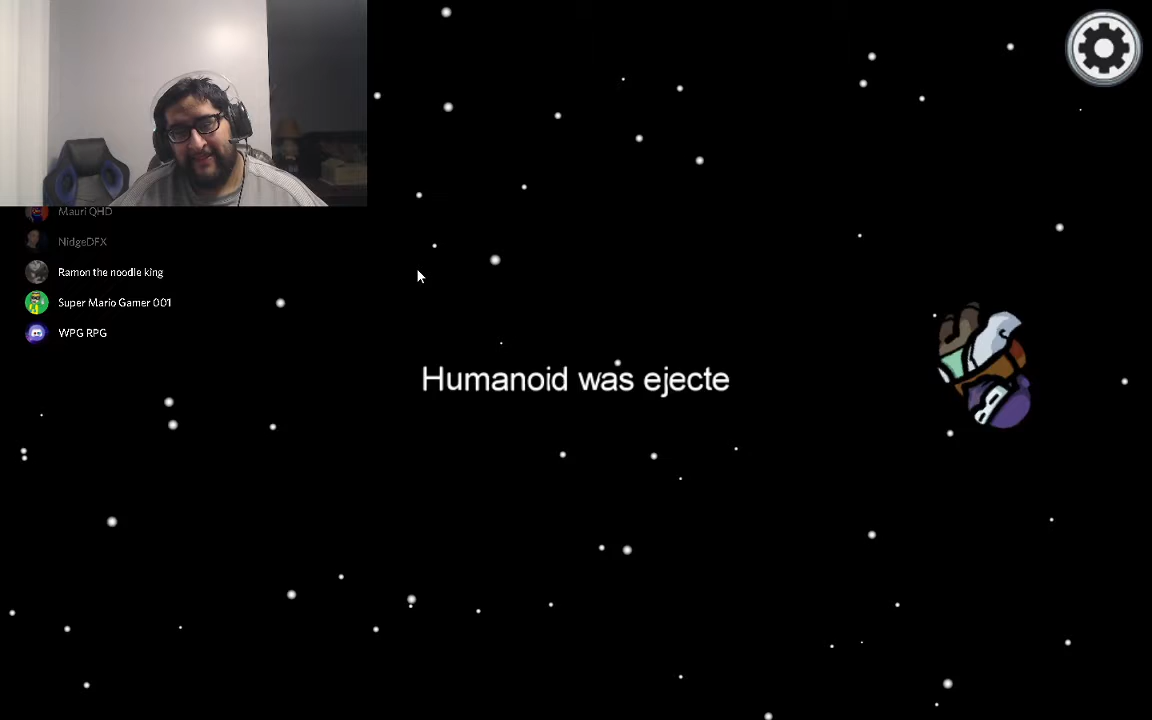 Mauri QHD
NidgeDFX
Ramon the noodle king
Super Mario Gamer 001
WPG RPG
Humanoid was ejecte